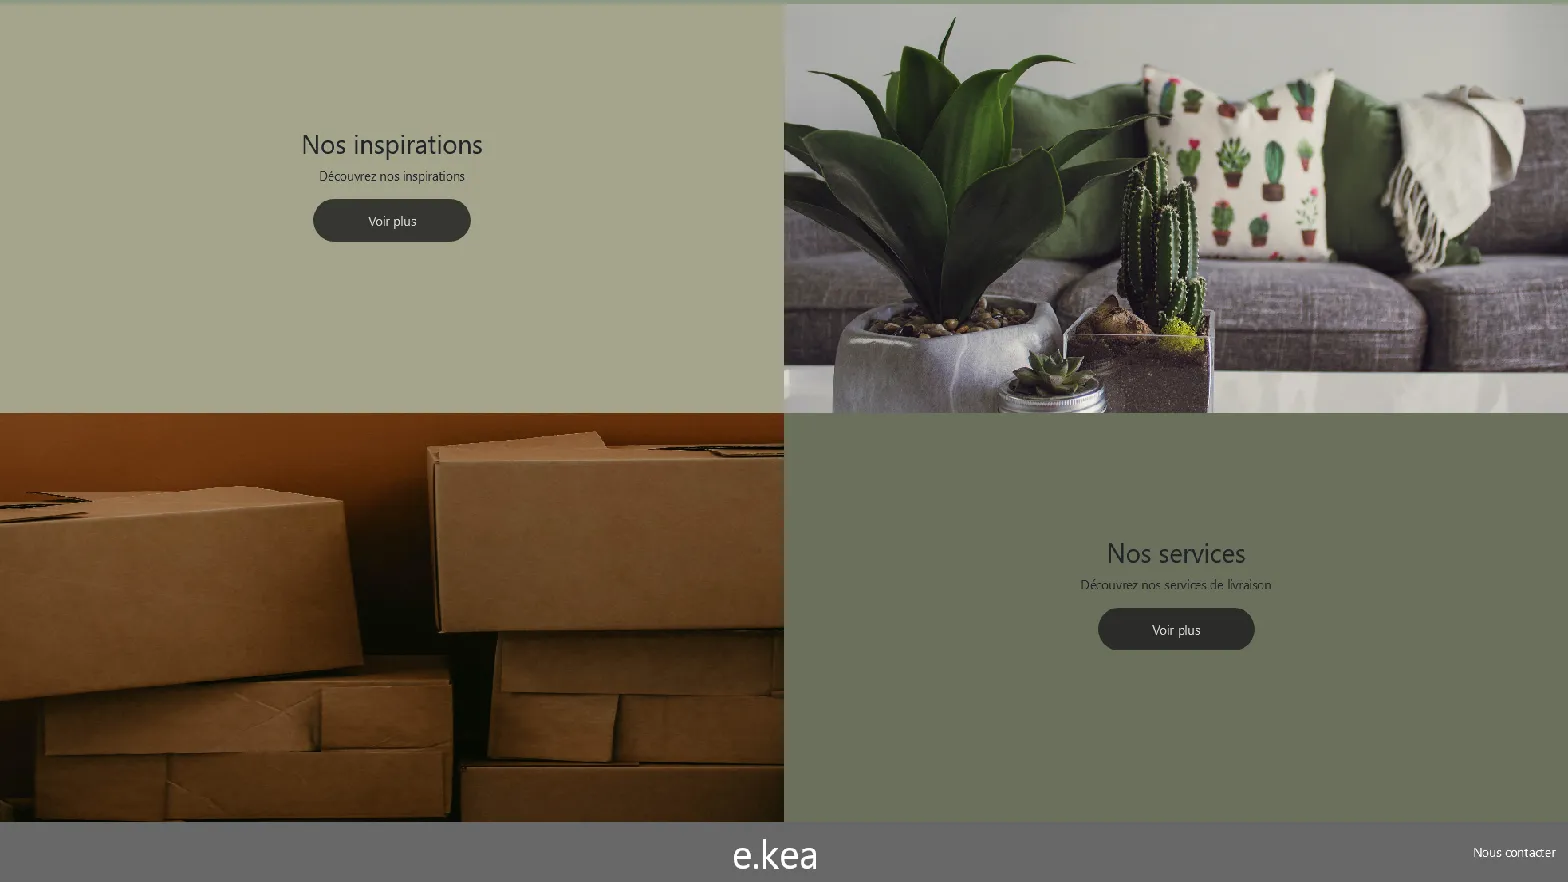 Nos inspirations
Découvrez nos inspirations
Voir plus
Nos services
Découvrez nos services de livraison
Voir plus
e.kea
Nous contacter